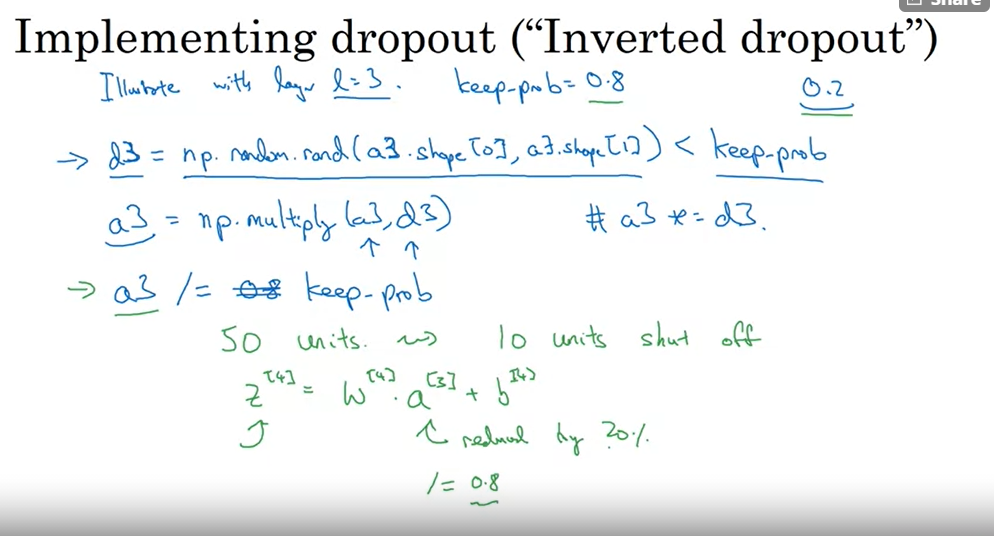 Share
Implementing dropout (“Inverted dropout”)
Illustrate with layer l=3. keep-prob=0.8 0.2
→ d3 = np.random.rand(a3.shape[0], a3.shape[1]) < keep-prob
a3 = np.multiply(a3, d3) # a3 *= d3.
↑ ↑
→ a3 /= 0.8 keep-prob
50 units. ⇝ 10 units shut off
z^[4] = W^[4] · a^[3] + b^[4]
↑ reduced by 20%.
/= 0.8